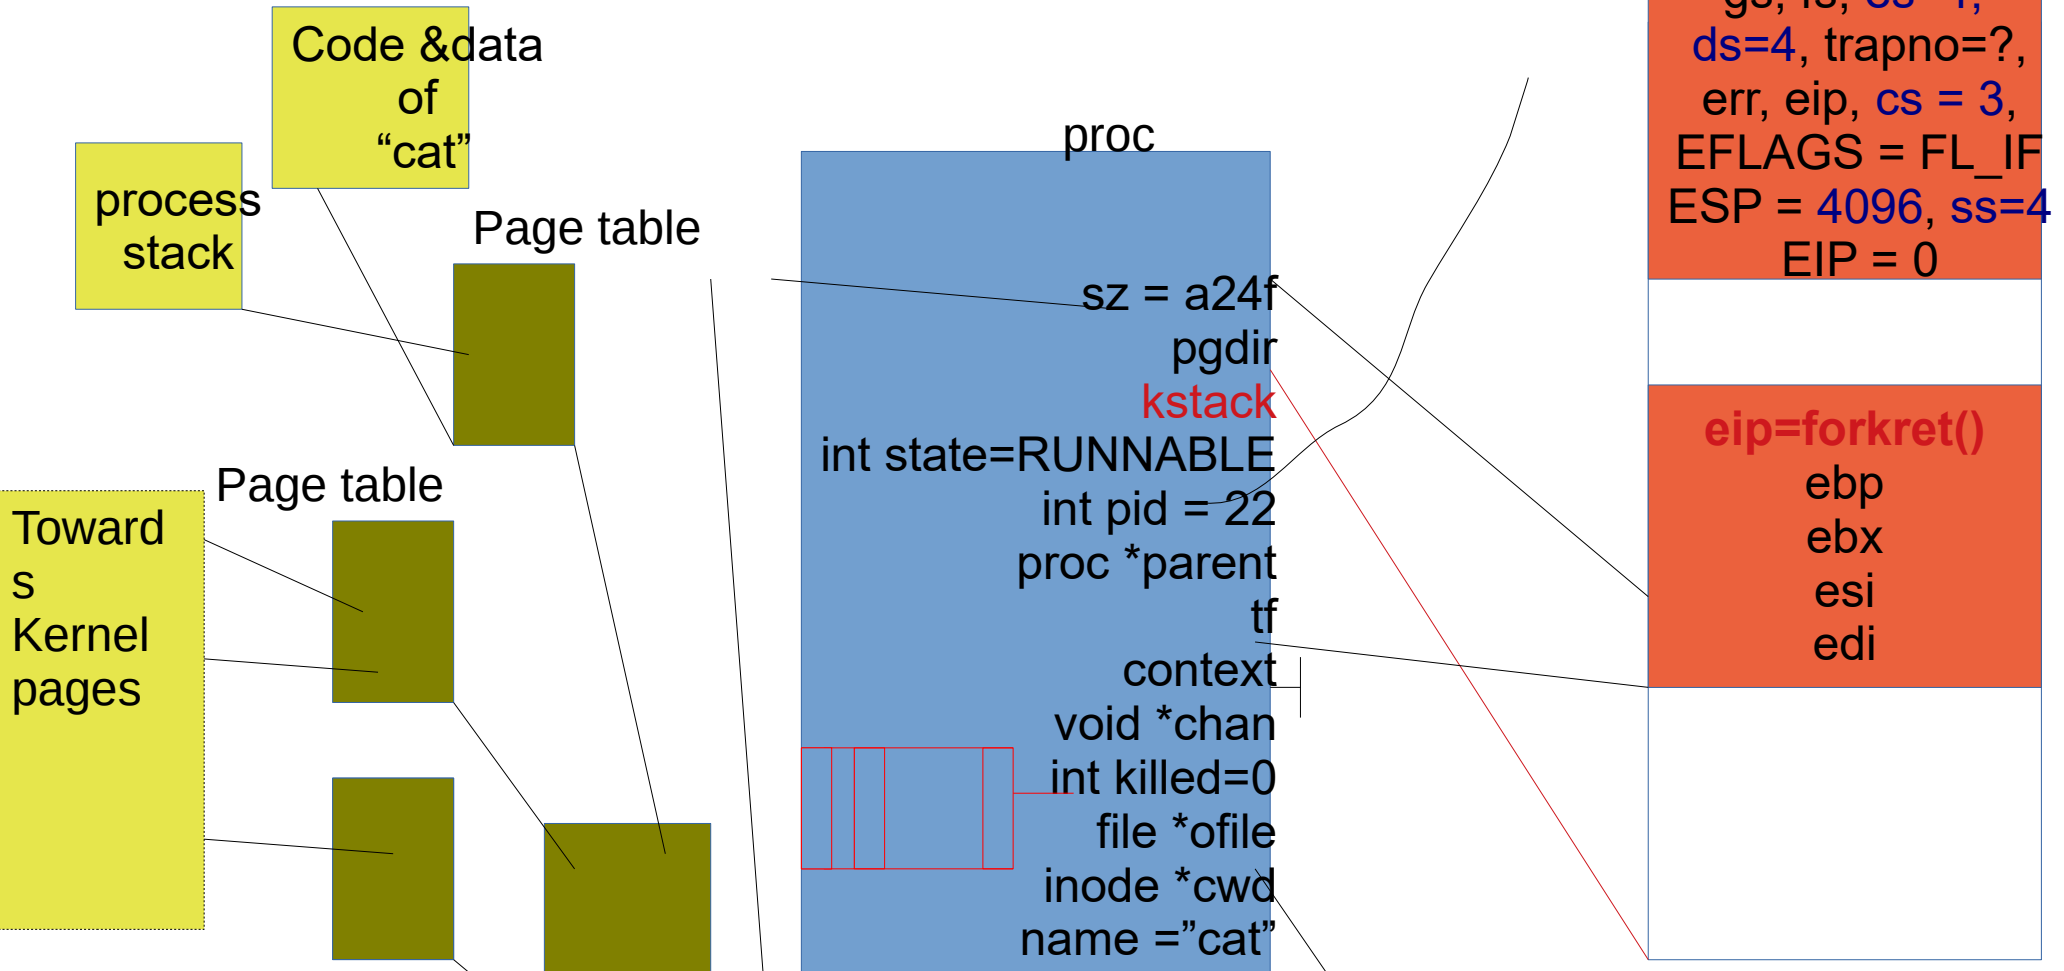 Code &data
of
“cat”
process
stack
Page table
Page table
Toward
s
Kernel
pages
proc
sz = a24f
pgdir
kstack
int state=RUNNABLE
int pid = 22
proc *parent
tf
context
void *chan
int killed=0
file *ofile
inode *cwd
name =”cat”
ds=4, trapno=?,
err, eip, cs = 3,
EFLAGS = FL_IF
ESP = 4096, ss=4
EIP = 0
eip=forkret()
ebp
ebx
esi
edi